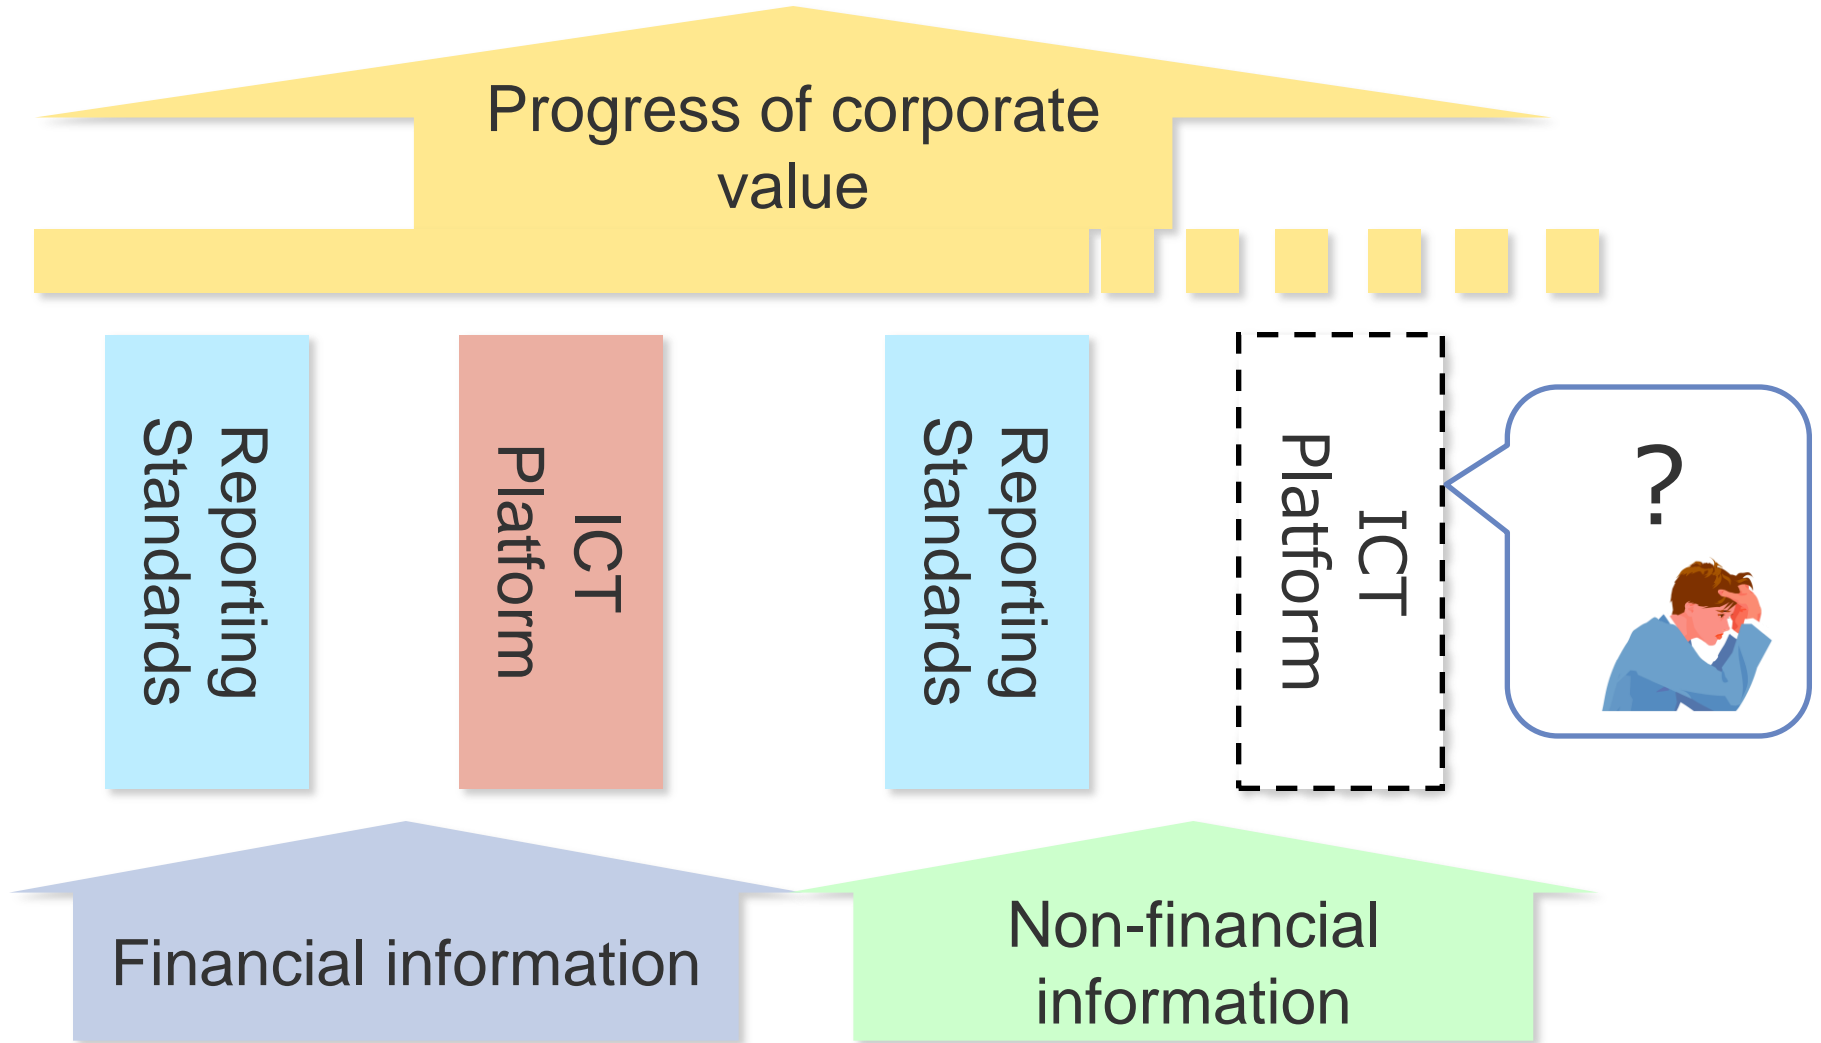 Progress of corporate
value
Reporting
Standards
ICT
Platform
Reporting
Standards
ICT
Platform
?
Financial information
Non-financial
information